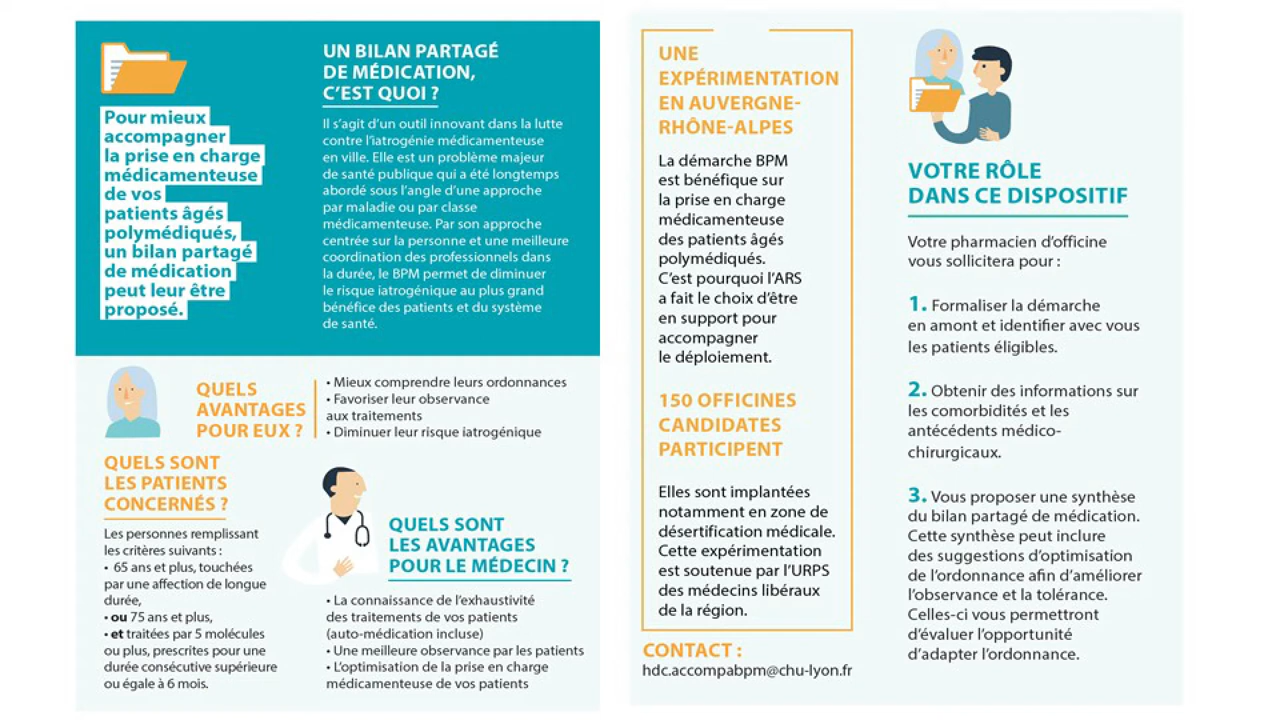 Pour mieux
accompagner
la prise en charge
médicamenteuse
de vos
patients âgés
polymédiqués,
un bilan partagé
de médication
peut leur être
proposé.
UN BILAN PARTAGÉ
DE MÉDICATION,
C'EST QUOI ?
Il s'agit d'un outil innovant dans la lutte
contre l'iatrogénie médicamenteuse
en ville. Elle est un problème majeur
de santé publique qui a été longtemps
abordé sous l'angle d'une approche
par maladie ou par classe
médicamenteuse. Par son approche
centrée sur la personne et une meilleure
coordination des professionnels dans
la durée, le BPM permet de diminuer
le risque iatrogénique au plus grand
bénéfice des patients et du système
de santé.
QUELS
AVANTAGES
POUR EUX ?
• Mieux comprendre leurs ordonnances
• Favoriser leur observance
aux traitements
• Diminuer leur risque iatrogénique
QUELS SONT
LES PATIENTS
CONCERNÉS ?
Les personnes remplissant
les critères suivants :
• 65 ans et plus, touchées
par une affection de longue
durée,
• ou 75 ans et plus,
• et traitées par 5 molécules
ou plus, prescrites pour une
durée consécutive supérieure
ou égale à 6 mois.
QUELS SONT
LES AVANTAGES
POUR LE MÉDECIN ?
• La connaissance de l'exhaustivité
des traitements de vos patients
(auto-médication incluse)
• Une meilleure observance par les patients
• L'optimisation de la prise en charge
médicamenteuse de vos patients
UNE
EXPÉRIMENTATION
EN AUVERGNE-
RHÔNE-ALPES
La démarche BPM
est bénéfique sur
la prise en charge
médicamenteuse
des patients âgés
polymédiqués.
C'est pourquoi l'ARS
a fait le choix d'être
en support pour
accompagner
le déploiement.
150 OFFICINES
CANDIDATES
PARTICIPENT
Elles sont implantées
notamment en zone de
désertification médicale.
Cette expérimentation
est soutenue par l'URPS
des médecins libéraux
de la région.
CONTACT :
hdc.accompabpm@chu-lyon.fr
VOTRE RÔLE
DANS CE DISPOSITIF
Votre pharmacien d'officine
vous sollicitera pour :
1. Formaliser la démarche
en amont et identifier avec vous
les patients éligibles.
2. Obtenir des informations sur
les comorbidités et les
antécédents médico-
chirurgicaux.
3. Vous proposer une synthèse
du bilan partagé de médication.
Cette synthèse peut inclure
des suggestions d'optimisation
de l'ordonnance afin d'améliorer
l'observance et la tolérance.
Celles-ci vous permettront
d'évaluer l'opportunité
d'adapter l'ordonnance.